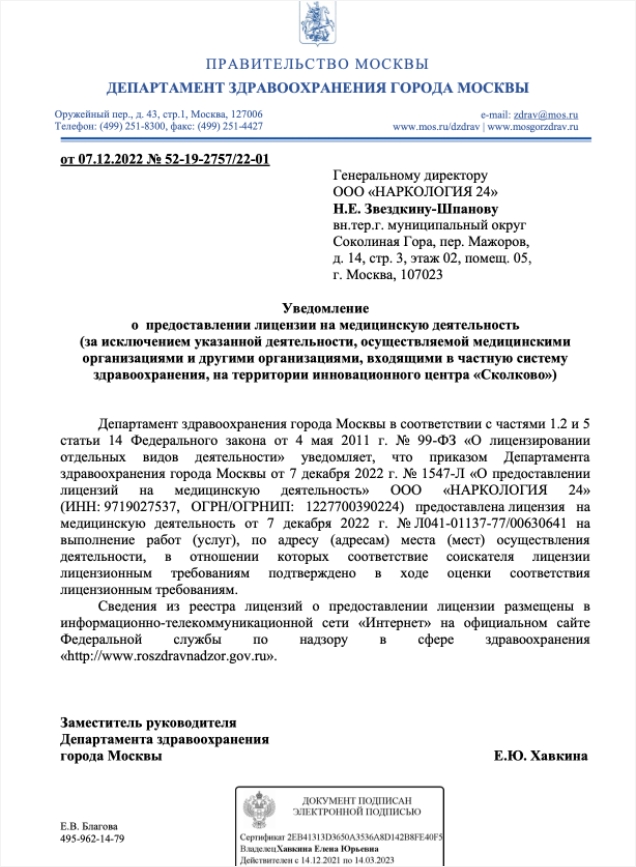 ПРАВИТЕЛЬСТВО МОСКВЫ
ДЕПАРТАМЕНТ ЗДРАВООХРАНЕНИЯ ГОРОДА МОСКВЫ
Оружейный пер., д. 43, стр.1, Москва, 127006
e-mail: zdrav@mos.ru
Телефон: (499) 251-8300, факс: (499) 251-4427
www.mos.ru/dzdrav | www.mosgorzdrav.ru
от 07.12.2022 № 52-19-2757/22-01
Генеральному директору
ООО «НАРКОЛОГИЯ 24»
Н.Е. Звездкину-Шпанову
вн.тер.г. муниципальный округ
Соколиная Гора, пер. Мажоров,
д. 14, стр. 3, этаж 02, помещ. 05,
г. Москва, 107023
Уведомление
о предоставлении лицензии на медицинскую деятельность
(за исключением указанной деятельности, осуществляемой медицинскими
организациями и другими организациями, входящими в частную систему
здравоохранения, на территории инновационного центра «Сколково»)
Департамент здравоохранения города Москвы в соответствии с частями 1.2 и 5
статьи 14 Федерального закона от 4 мая 2011 г. № 99-ФЗ «О лицензировании
отдельных видов деятельности» уведомляет, что приказом Департамента
здравоохранения города Москвы от 7 декабря 2022 г. № 1547-Л «О предоставлении
лицензий на медицинскую деятельность» ООО «НАРКОЛОГИЯ 24»
(ИНН: 9719027537, ОГРН/ОГРНИП: 1227700390224) предоставлена лицензия на
медицинскую деятельность от 7 декабря 2022 г. № Л041-01137-77/00630641 на
выполнение работ (услуг), по адресу (адресам) места (мест) осуществления
деятельности, в отношении которых соответствие соискателя лицензии
лицензионным требованиям подтверждено в ходе оценки соответствия
лицензионным требованиям.
Сведения из реестра лицензий о предоставлении лицензии размещены в
информационно-телекоммуникационной сети «Интернет» на официальном сайте
Федеральной службы по надзору в сфере здравоохранения
«http://www.roszdravnadzor.gov.ru».
Заместитель руководителя
Департамента здравоохранения
города Москвы
Е.Ю. Хавкина
ДОКУМЕНТ ПОДПИСАН
ЭЛЕКТРОННОЙ ПОДПИСЬЮ
Сертификат 2EB41313D3650A3536A8D142B8FE40F5
Владелец Хавкина Елена Юрьевна
Действителен с 14.12.2021 по 14.03.2023
Е.В. Благова
495-962-14-79